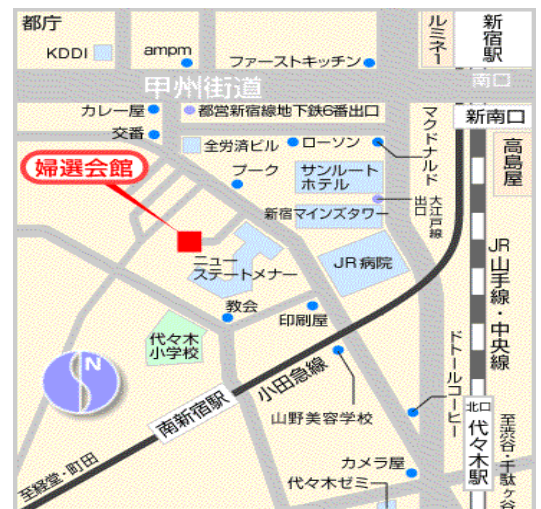 都庁
KDDI
ampm
ファーストキッチン
ルミネ1
新宿駅
南口
甲州街道
カレー屋
都営新宿線地下鉄6番出口
新南口
交番
全労済ビル
ローソン
マクドナルド
高島屋
婦選会館
プーク
サンルート
ホテル
大江戸線
出口
新宿マインズタワー
ニュー
ステートメナー
JR病院
JR山手線・中央線
教会
印刷屋
代々木
小学校
N
小田急線
ドトールコーヒー
南新宿駅
山野美容学校
北口
代々木駅
至渋谷・千駄ヶ谷
カメラ屋
至経堂・町田
代々木ゼミ